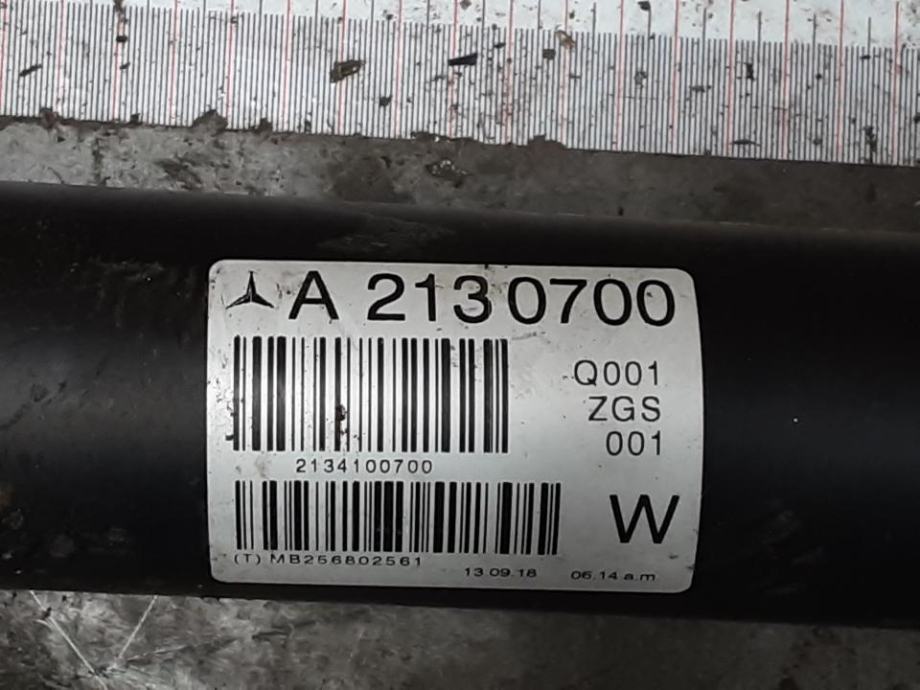 A 2130700
Q001
ZGS
001
2134100700
W
(T) MB256802561 13.09.18 06.14 a.m